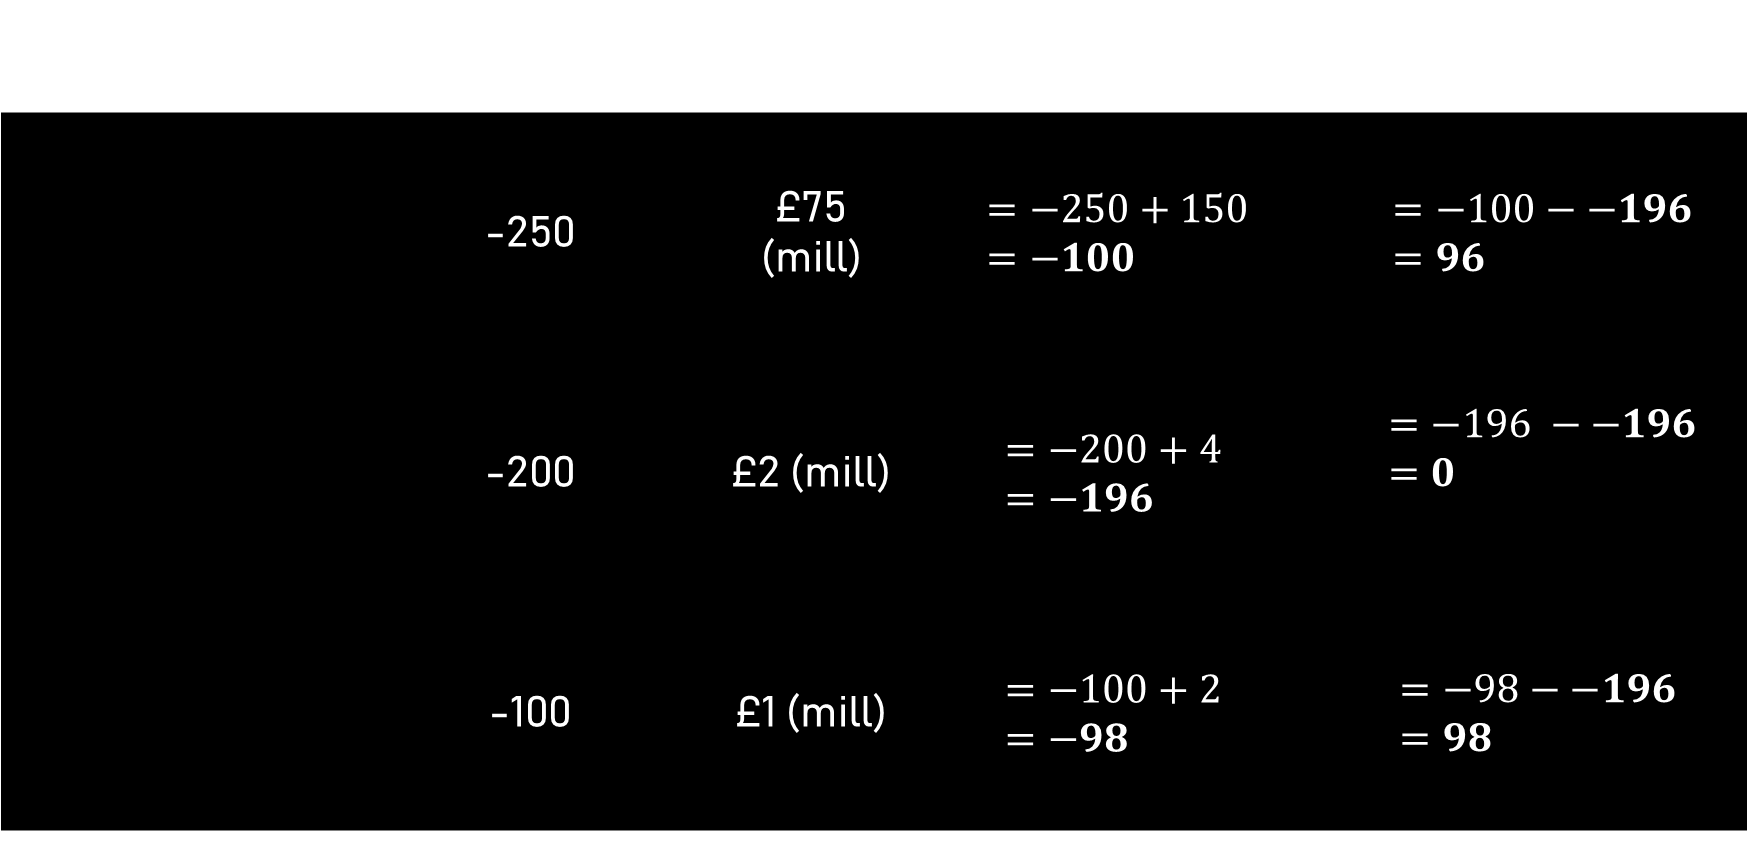 -250
£75
(mill)
= −250 + 150
= −100
= −100 − −196
= 96
-200
£2 (mill)
= −200 + 4
= −196
= −196 − −196
= 0
-100
£1 (mill)
= −100 + 2
= −98
= −98 − −196
= 98